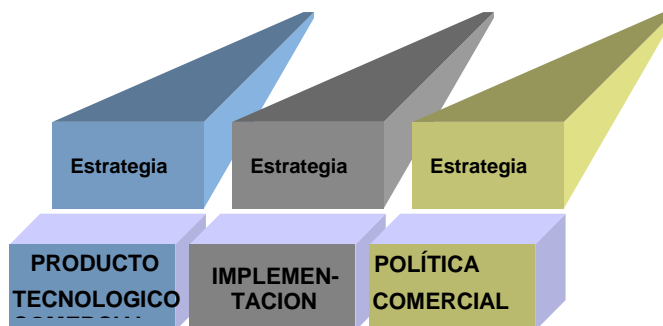 Estrategia
Estrategia
Estrategia
PRODUCTO
TECNOLOGICO
IMPLEMEN-
TACION
POLÍTICA
COMERCIAL